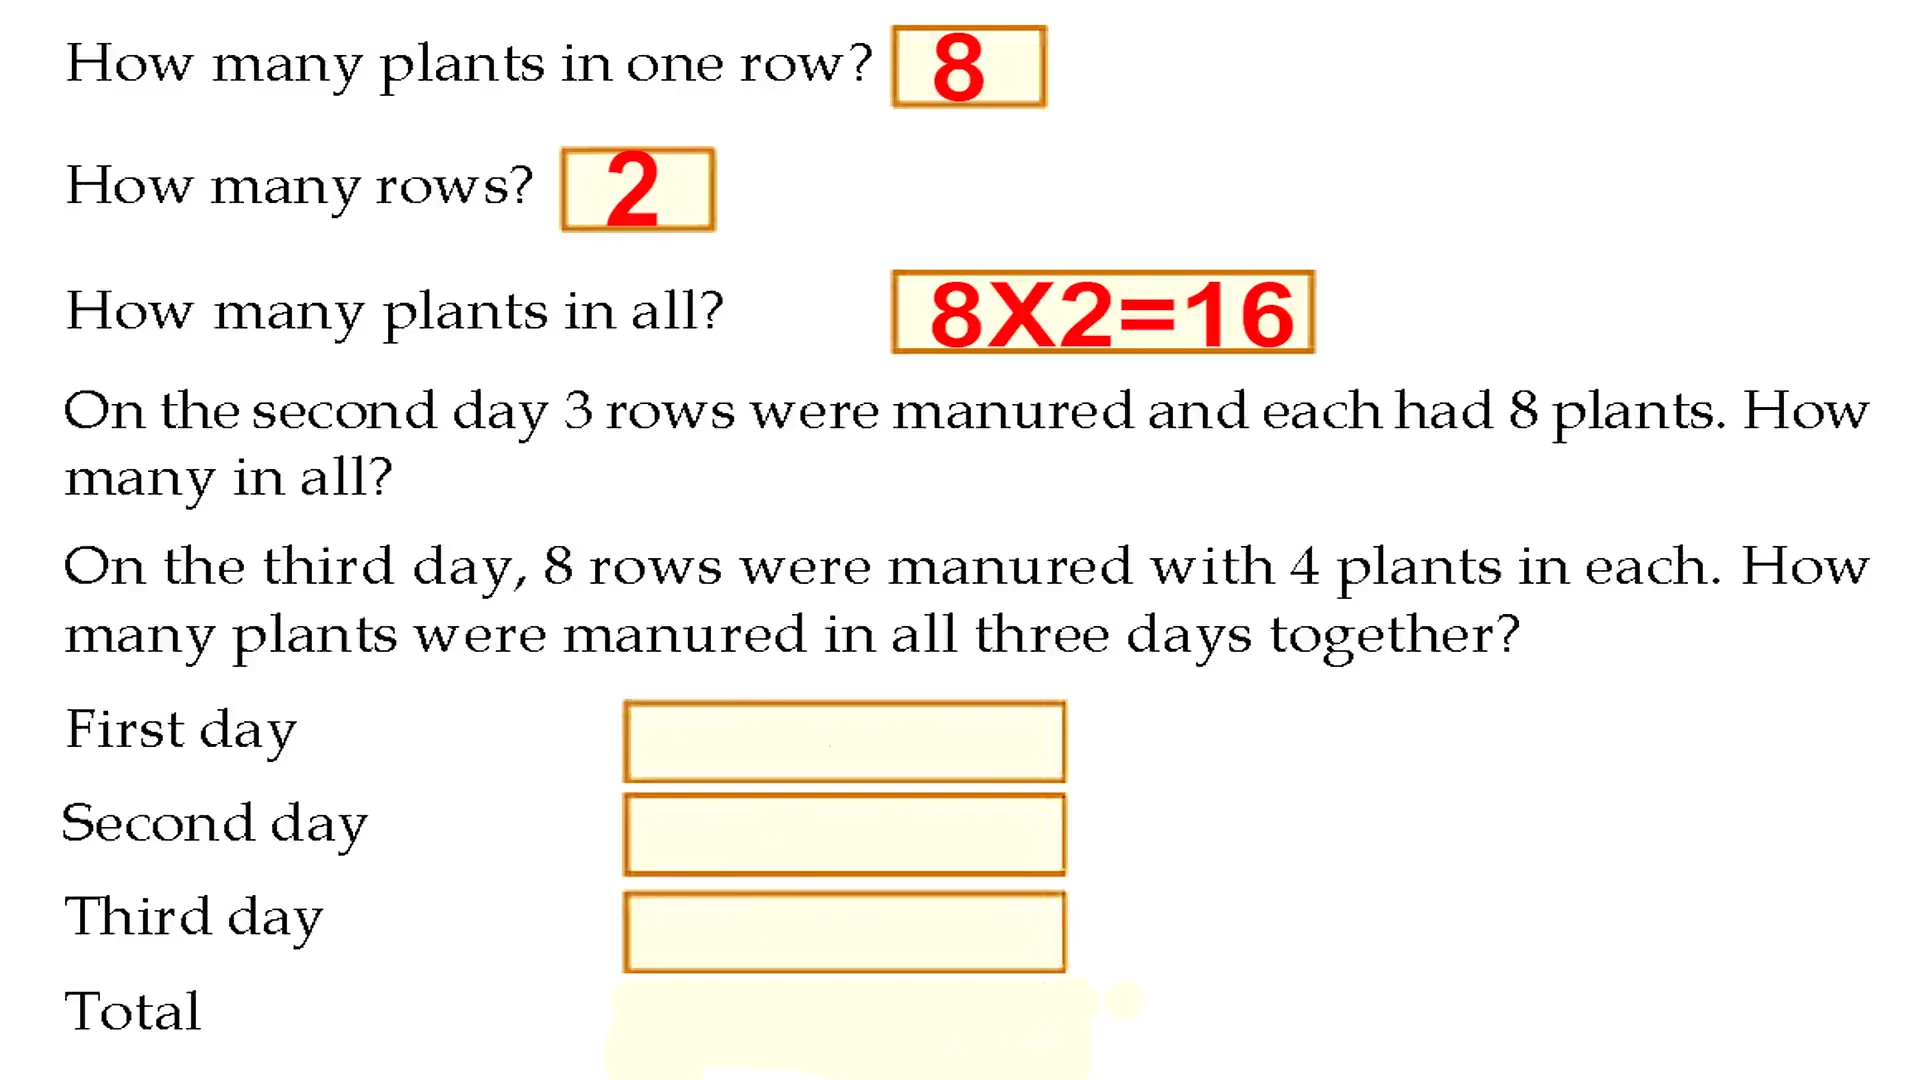 How many plants in one row? 8
How many rows? 2
How many plants in all? 8X2=16
On the second day 3 rows were manured and each had 8 plants. How
many in all?
On the third day, 8 rows were manured with 4 plants in each. How
many plants were manured in all three days together?
First day
Second day
Third day
Total